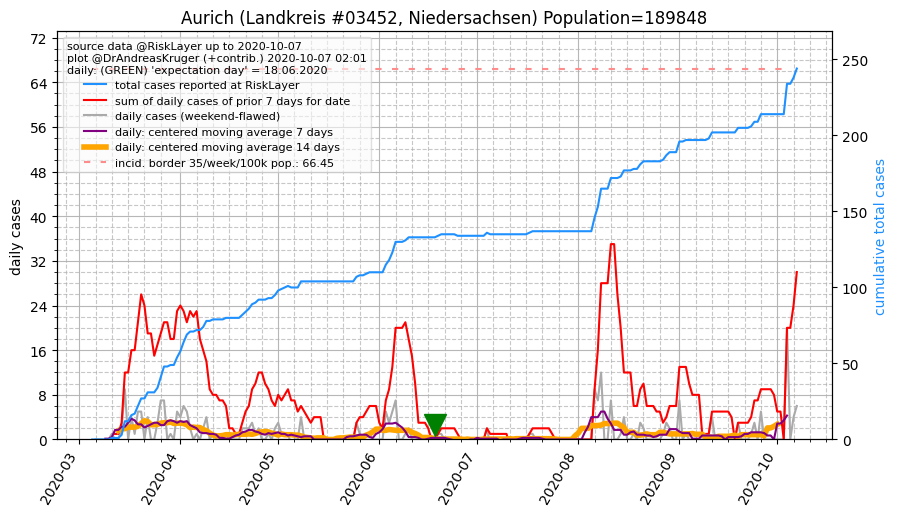 Aurich (Landkreis #03452, Niedersachsen) Population=189848
source data @RiskLayer up to 2020-10-07
plot @DrAndreasKruger (+contrib.) 2020-10-07 02:01
daily: (GREEN) 'expectation day' = 18.06.2020
total cases reported at RiskLayer
sum of daily cases of prior 7 days for date
daily cases (weekend-flawed)
daily: centered moving average 7 days
daily: centered moving average 14 days
incid. border 35/week/100k pop.: 66.45
daily cases
72
64
56
48
40
32
24
16
8
0
cumulative total cases
250
200
150
100
50
0
2020-03
2020-04
2020-05
2020-06
2020-07
2020-08
2020-09
2020-10